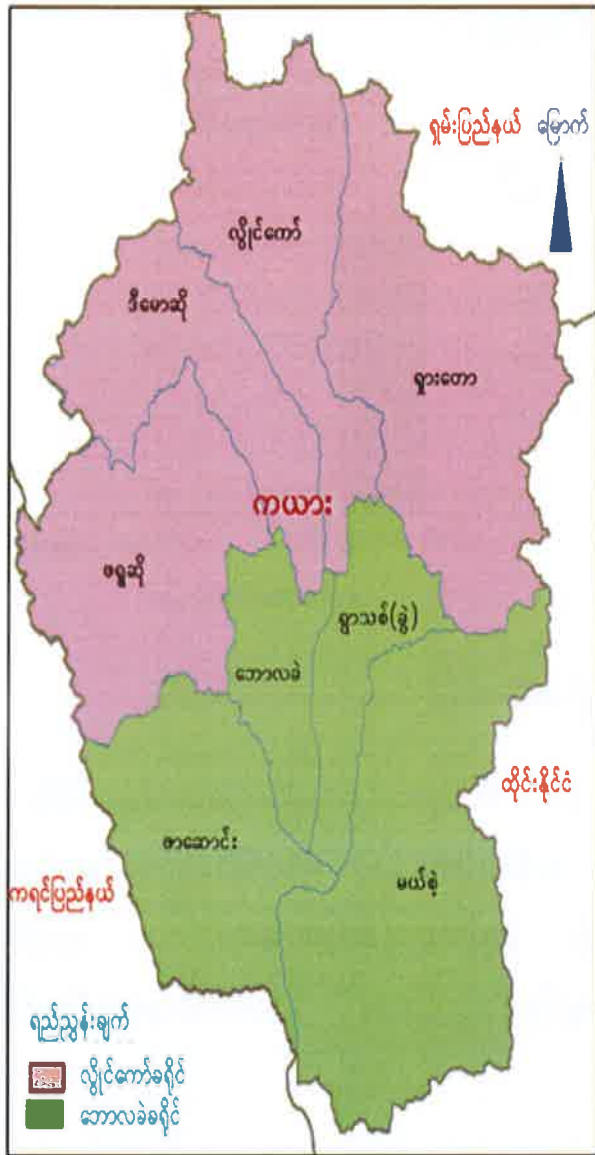 ရှမ်းပြည်နယ် မြောက်
လွိုင်ကော်
ဒီမောဆို
ရှားတော
ကယား
ဖရူဆို
ရွာသစ်(ခွဲ)
ဘောလခဲ
ထိုင်းနိုင်ငံ
ဇာဆောင်း
မယ်စဲ့
ကရင်ပြည်နယ်
ရည်ညွှန်းချက်
လွိုင်ကော်ခရိုင်
ဘောလခဲခရိုင်